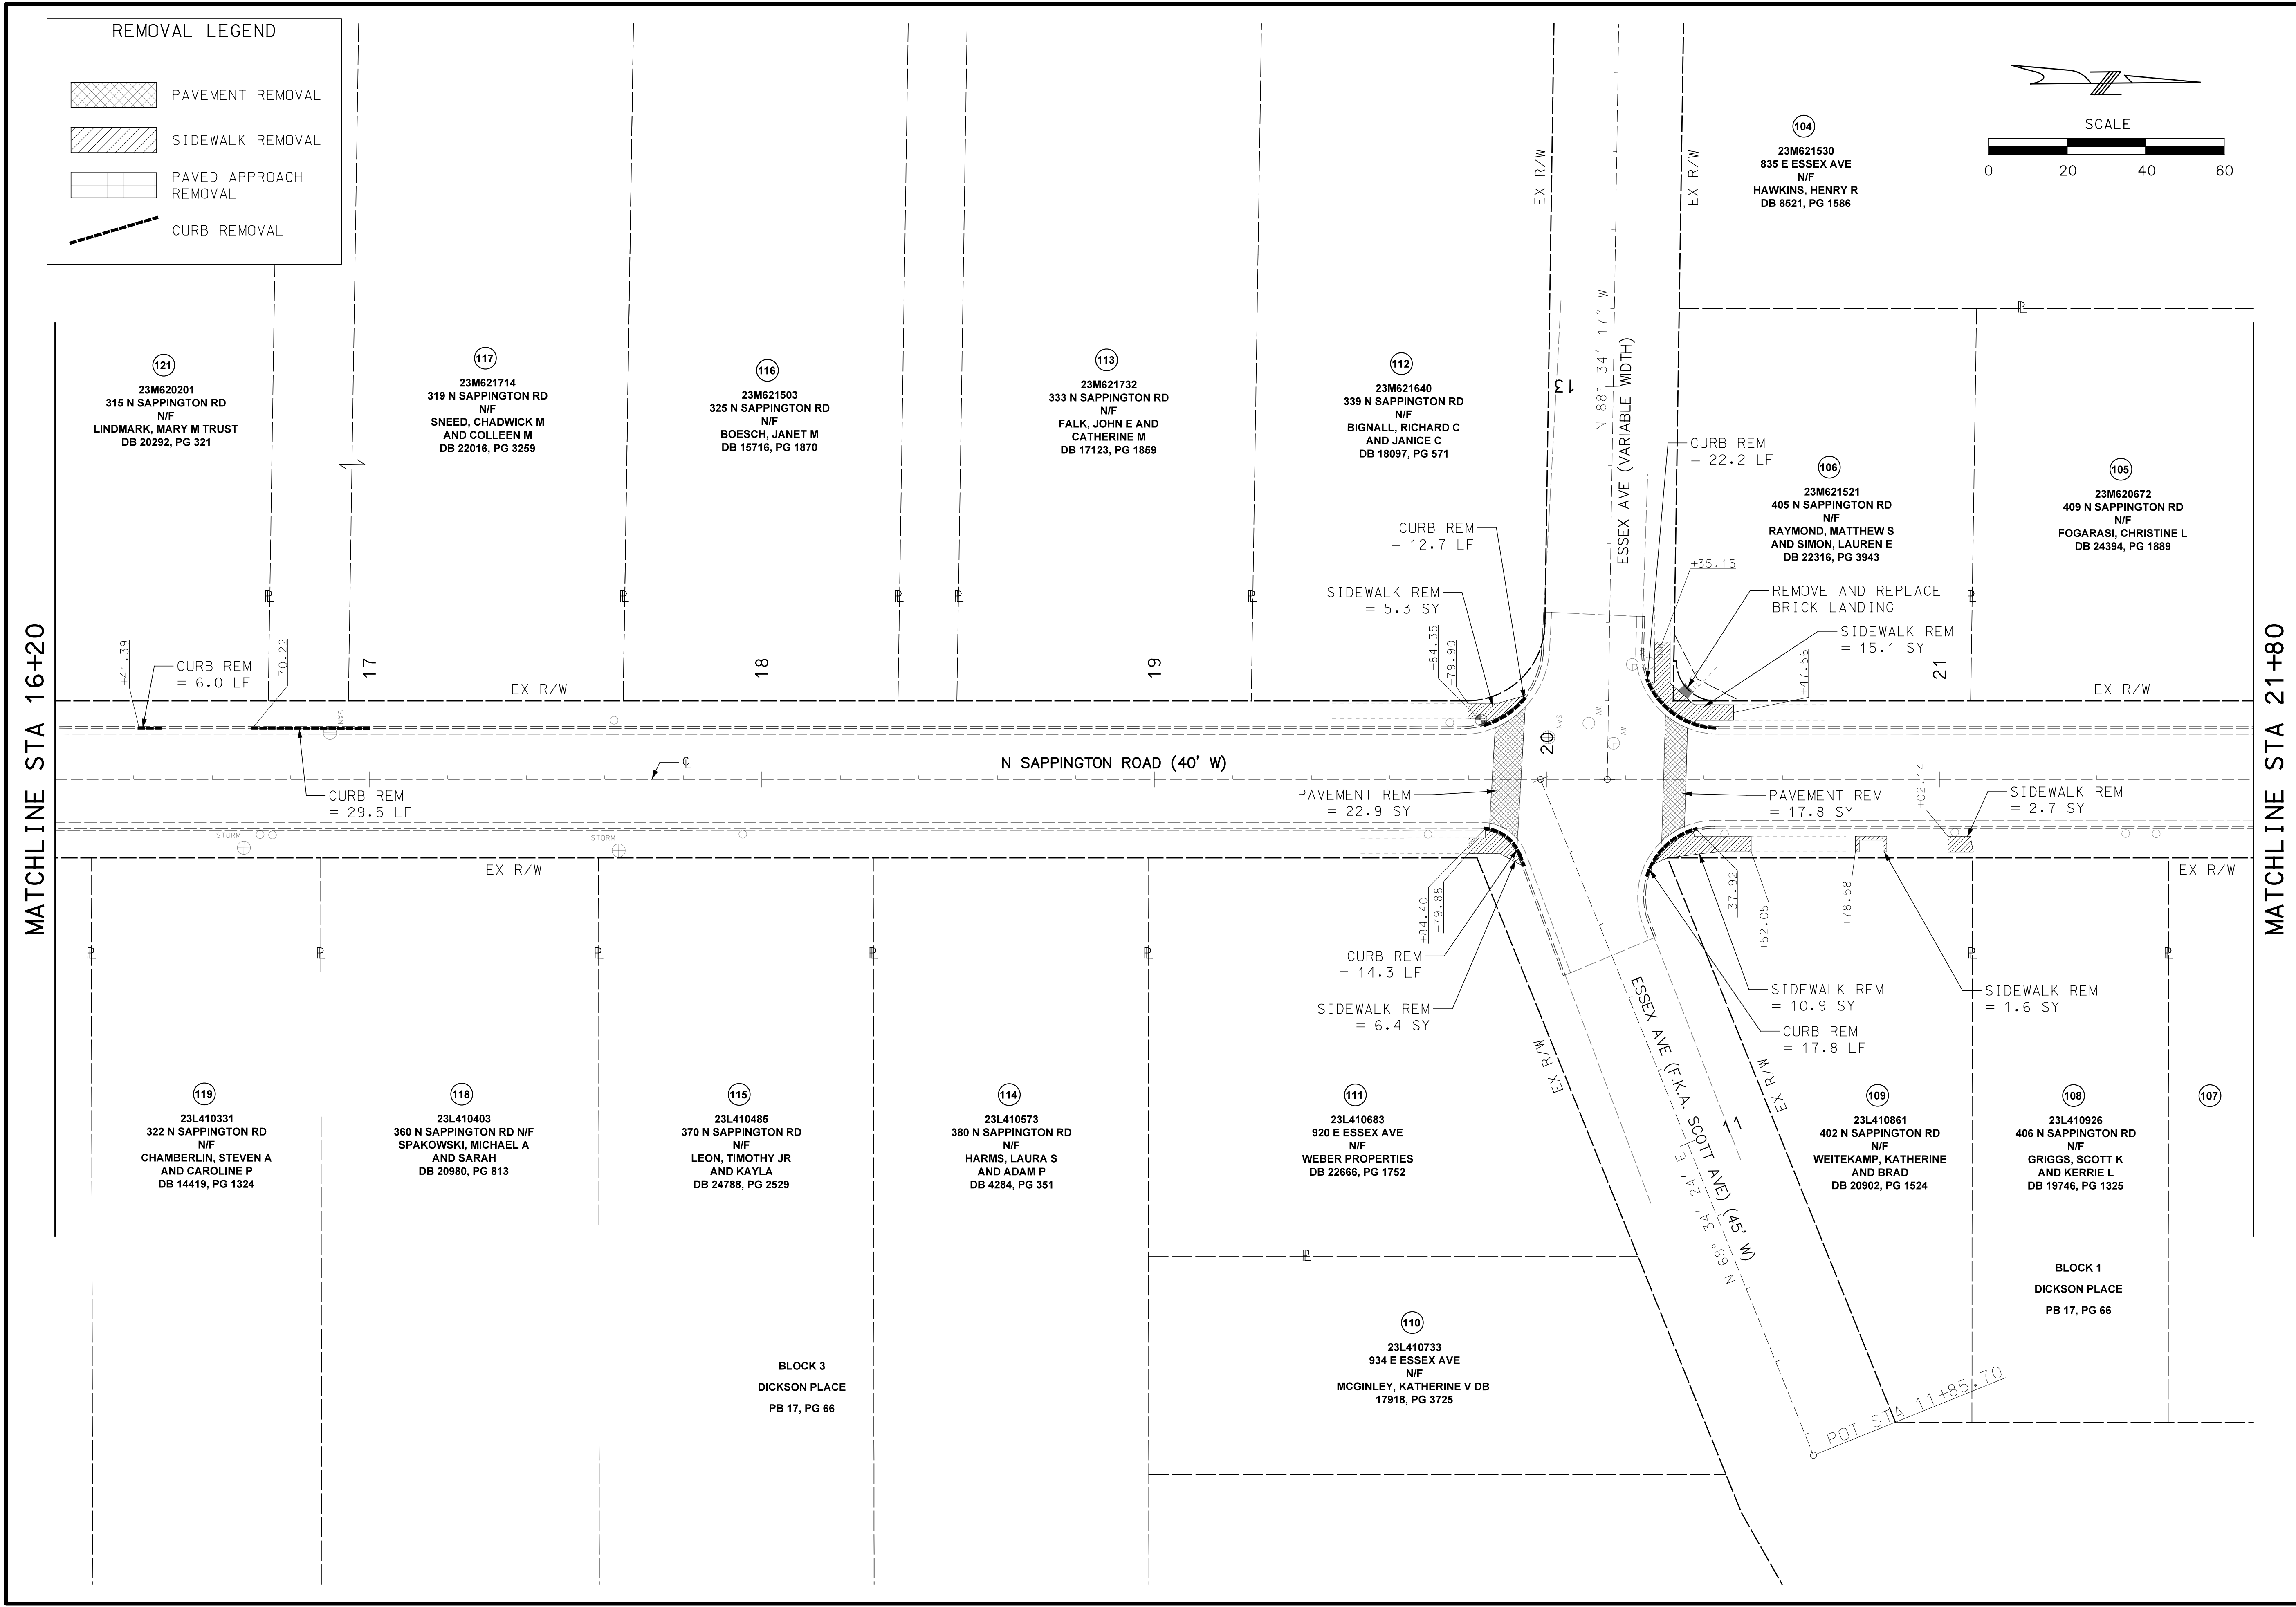 REMOVAL LEGEND
PAVEMENT REMOVAL
SIDEWALK REMOVAL
PAVED APPROACH
REMOVAL
CURB REMOVAL
SCALE
0 20 40 60
104
23M621530
835 E ESSEX AVE
N/F
HAWKINS, HENRY R
DB 8521, PG 1586
EX R/W
EX R/W
121
23M620201
315 N SAPPINGTON RD
N/F
LINDMARK, MARY M TRUST
DB 20292, PG 321
117
23M621714
319 N SAPPINGTON RD
N/F
SNEED, CHADWICK M
AND COLLEEN M
DB 22016, PG 3259
116
23M621503
325 N SAPPINGTON RD
N/F
BOESCH, JANET M
DB 15716, PG 1870
113
23M621732
333 N SAPPINGTON RD
N/F
FALK, JOHN E AND
CATHERINE M
DB 17123, PG 1859
112
23M621640
339 N SAPPINGTON RD
N/F
BIGNALL, RICHARD C
AND JANICE C
DB 18097, PG 571
13
N 88° 34' 17" W
ESSEX AVE (VARIABLE WIDTH)
CURB REM
= 22.2 LF
106
23M621521
405 N SAPPINGTON RD
N/F
RAYMOND, MATTHEW S
AND SIMON, LAUREN E
DB 22316, PG 3943
105
23M620672
409 N SAPPINGTON RD
N/F
FOGARASI, CHRISTINE L
DB 24394, PG 1889
CURB REM
= 12.7 LF
SIDEWALK REM
= 5.3 SY
+84.35
+79.90
+35.15
REMOVE AND REPLACE
BRICK LANDING
SIDEWALK REM
= 15.1 SY
+47.56
MATCHLINE STA 16+20
+41.39
CURB REM
= 6.0 LF
+70.22
17
18
19
20
21
EX R/W
EX R/W
SAN
SAN
WV
WV
N SAPPINGTON ROAD (40' W)
CURB REM
= 29.5 LF
PAVEMENT REM
= 22.9 SY
PAVEMENT REM
= 17.8 SY
+02.14
SIDEWALK REM
= 2.7 SY
MATCHLINE STA 21+80
STORM
STORM
EX R/W
EX R/W
+84.40
+79.88
+37.92
+52.05
+78.58
CURB REM
= 14.3 LF
SIDEWALK REM
= 6.4 SY
SIDEWALK REM
= 10.9 SY
CURB REM
= 17.8 LF
SIDEWALK REM
= 1.6 SY
EX R/W
EX R/W
ESSEX AVE (F.K.A. SCOTT AVE) (45' W)
11
N 68° 34' 24" E
119
23L410331
322 N SAPPINGTON RD
N/F
CHAMBERLIN, STEVEN A
AND CAROLINE P
DB 14419, PG 1324
118
23L410403
360 N SAPPINGTON RD N/F
SPAKOWSKI, MICHAEL A
AND SARAH
DB 20980, PG 813
115
23L410485
370 N SAPPINGTON RD
N/F
LEON, TIMOTHY JR
AND KAYLA
DB 24788, PG 2529
114
23L410573
380 N SAPPINGTON RD
N/F
HARMS, LAURA S
AND ADAM P
DB 4284, PG 351
111
23L410683
920 E ESSEX AVE
N/F
WEBER PROPERTIES
DB 22666, PG 1752
109
23L410861
402 N SAPPINGTON RD
N/F
WEITEKAMP, KATHERINE
AND BRAD
DB 20902, PG 1524
108
23L410926
406 N SAPPINGTON RD
N/F
GRIGGS, SCOTT K
AND KERRIE L
DB 19746, PG 1325
107
BLOCK 1
DICKSON PLACE
PB 17, PG 66
110
23L410733
934 E ESSEX AVE
N/F
MCGINLEY, KATHERINE V DB
17918, PG 3725
BLOCK 3
DICKSON PLACE
PB 17, PG 66
POT STA 11+85.70